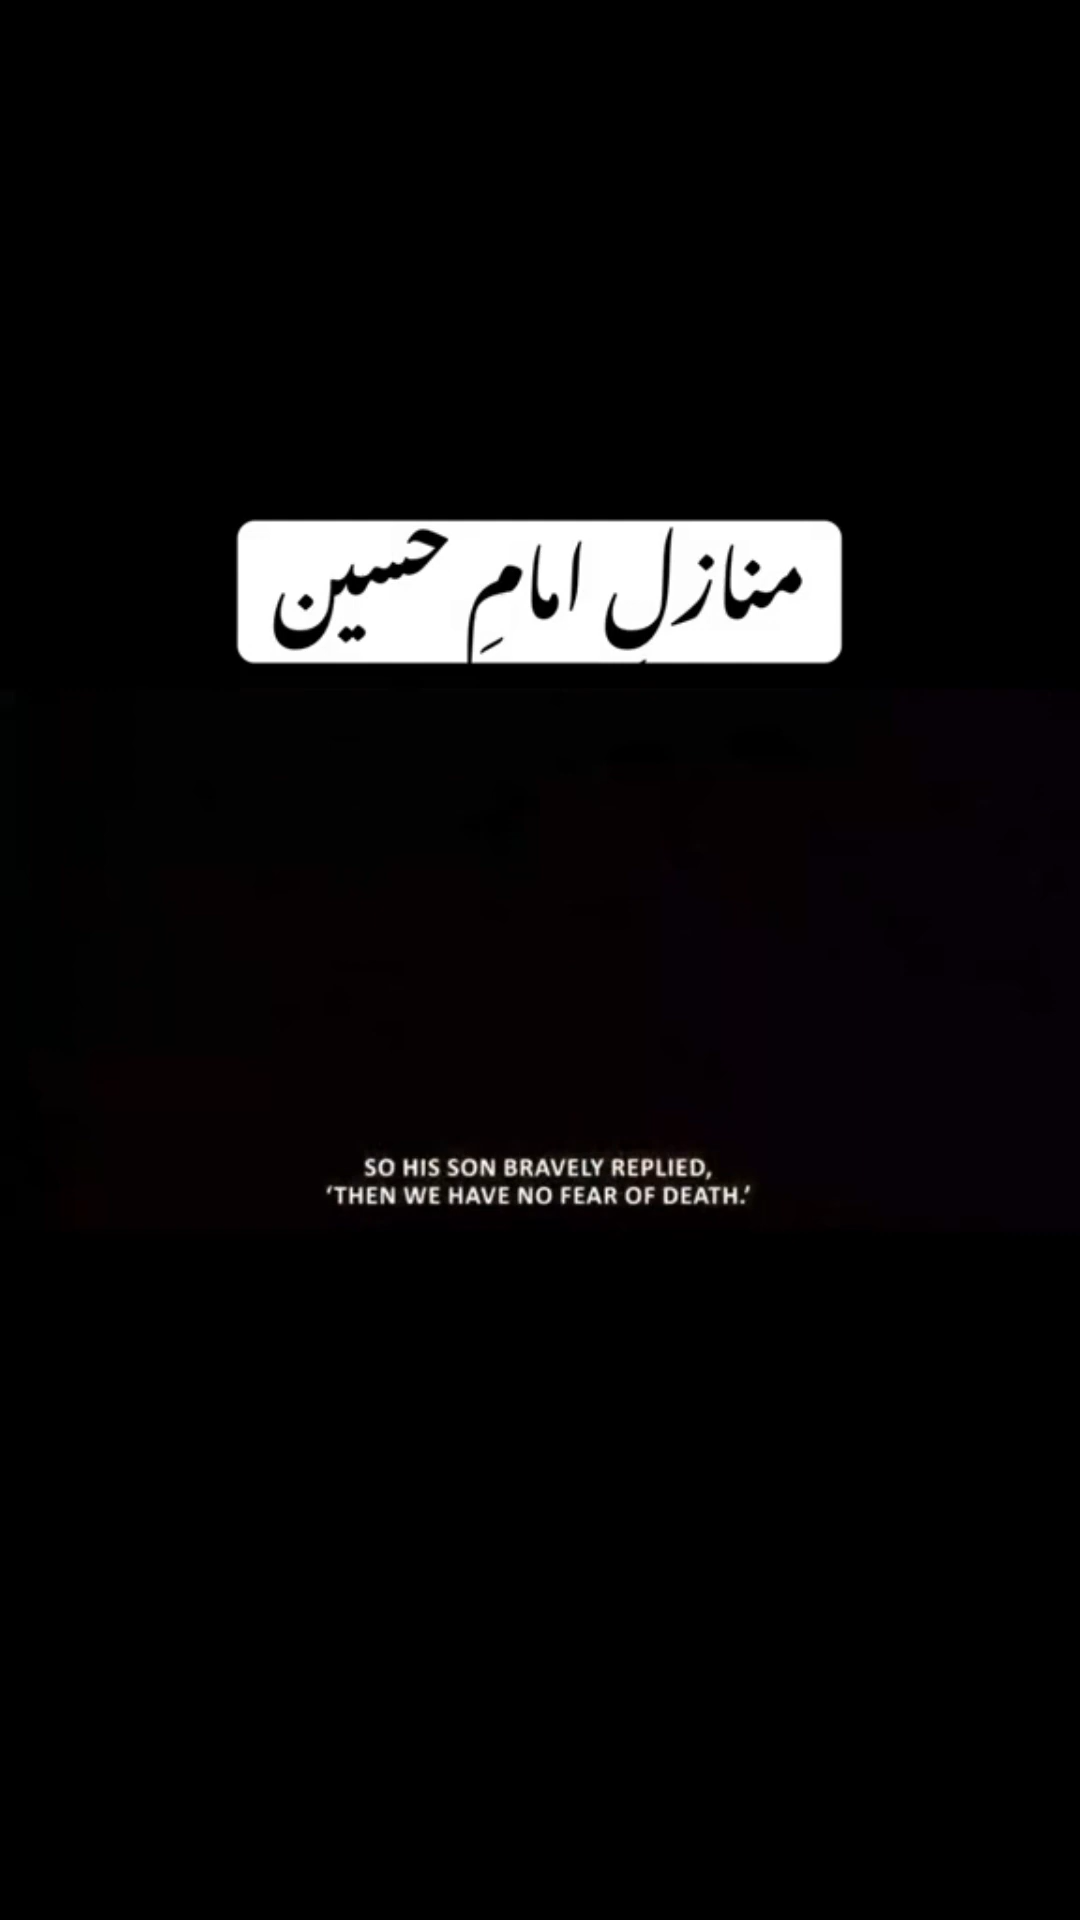 منازلِ امامِ حسین
SO HIS SON BRAVELY REPLIED,
‘THEN WE HAVE NO FEAR OF DEATH.’